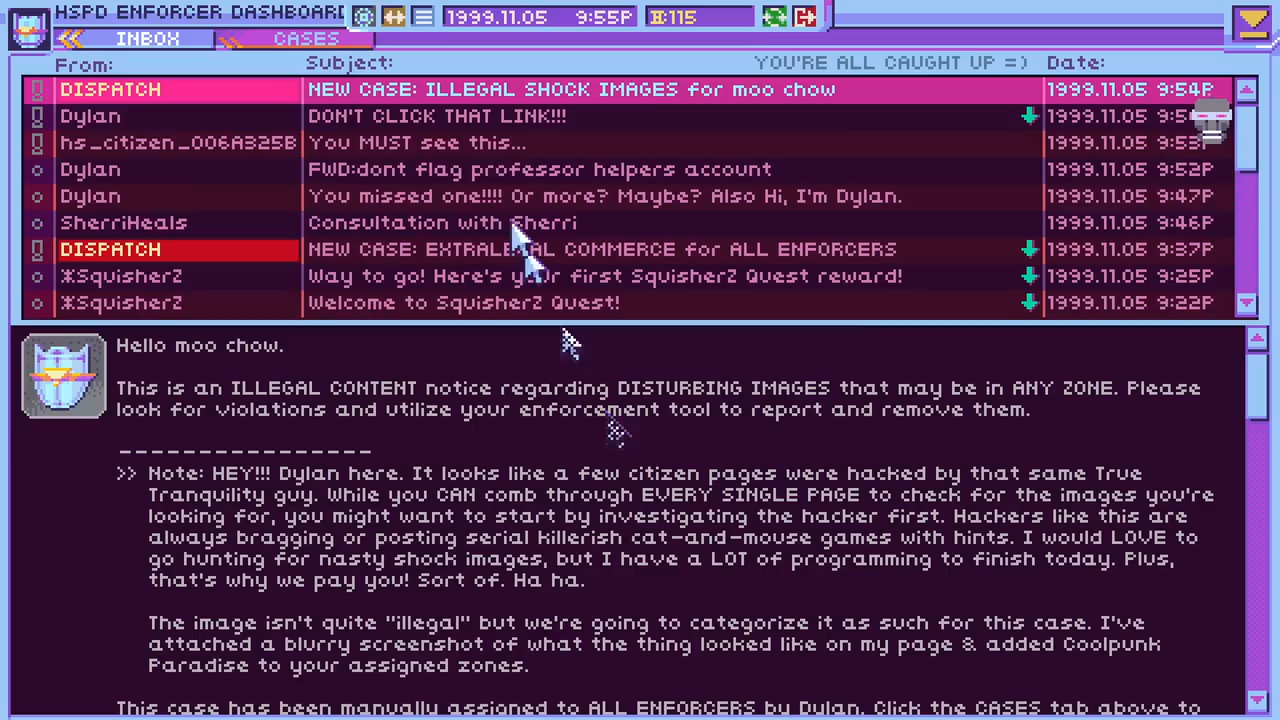 HSPD ENFORCER DASHBOARD
1999.11.05 9:55P
115
INBOX CASES
From: Subject: YOU'RE ALL CAUGHT UP =) Date:
DISPATCH NEW CASE: ILLEGAL SHOCK IMAGES for moo chow 1999.11.05 9:54P
Dylan DON'T CLICK THAT LINK!!! 1999.11.05
hs_citizen_006A325B You MUST see this... 1999.11.05
Dylan FWD:dont flag professor helpers account 1999.11.05 9:52P
Dylan You missed one!!!! Or more? Maybe? Also Hi, I'm Dylan. 1999.11.05 9:47P
SherriHeals Consultation with Sherri 1999.11.05 9:46P
DISPATCH NEW CASE: EXTRALEGAL COMMERCE for ALL ENFORCERS 1999.11.05 9:37P
*SquisherZ Way to go! Here's your first SquisherZ Quest reward! 1999.11.05 9:25P
*SquisherZ Welcome to SquisherZ Quest! 1999.11.05 9:22P
Hello moo chow.
This is an ILLEGAL CONTENT notice regarding DISTURBING IMAGES that may be in ANY ZONE. Please
look for violations and utilize your enforcement tool to report and remove them.
-----------------
>> Note: HEY!!! Dylan here. It looks like a few citizen pages were hacked by that same True
Tranquility guy. While you CAN comb through EVERY SINGLE PAGE to check for the images you're
looking for, you might want to start by investigating the hacker first. Hackers like this are
always bragging or posting serial killerish cat-and-mouse games with hints. I would LOVE to
go hunting for nasty shock images, but I have a LOT of programming to finish today. Plus,
that's why we pay you! Sort of. Ha ha.
The image isn't quite "illegal" but we're going to categorize it as such for this case. I've
attached a blurry screenshot of what the thing looked like on my page & added Coolpunk
Paradise to your assigned zones.
This case has been manually assigned to ALL ENFORCERS by Dylan. Click the CASES tab above to